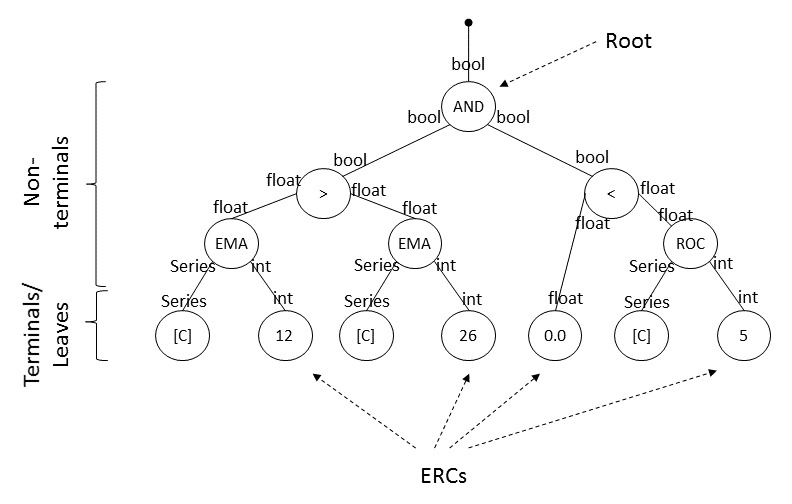 Root
bool
AND
bool bool
bool bool
float > float float < float
float float float float
EMA EMA ROC
Series int Series int Series int
Series int Series int float Series int
[C] 12 [C] 26 0.0 [C] 5
ERCs
Non-
terminals
Terminals/
Leaves